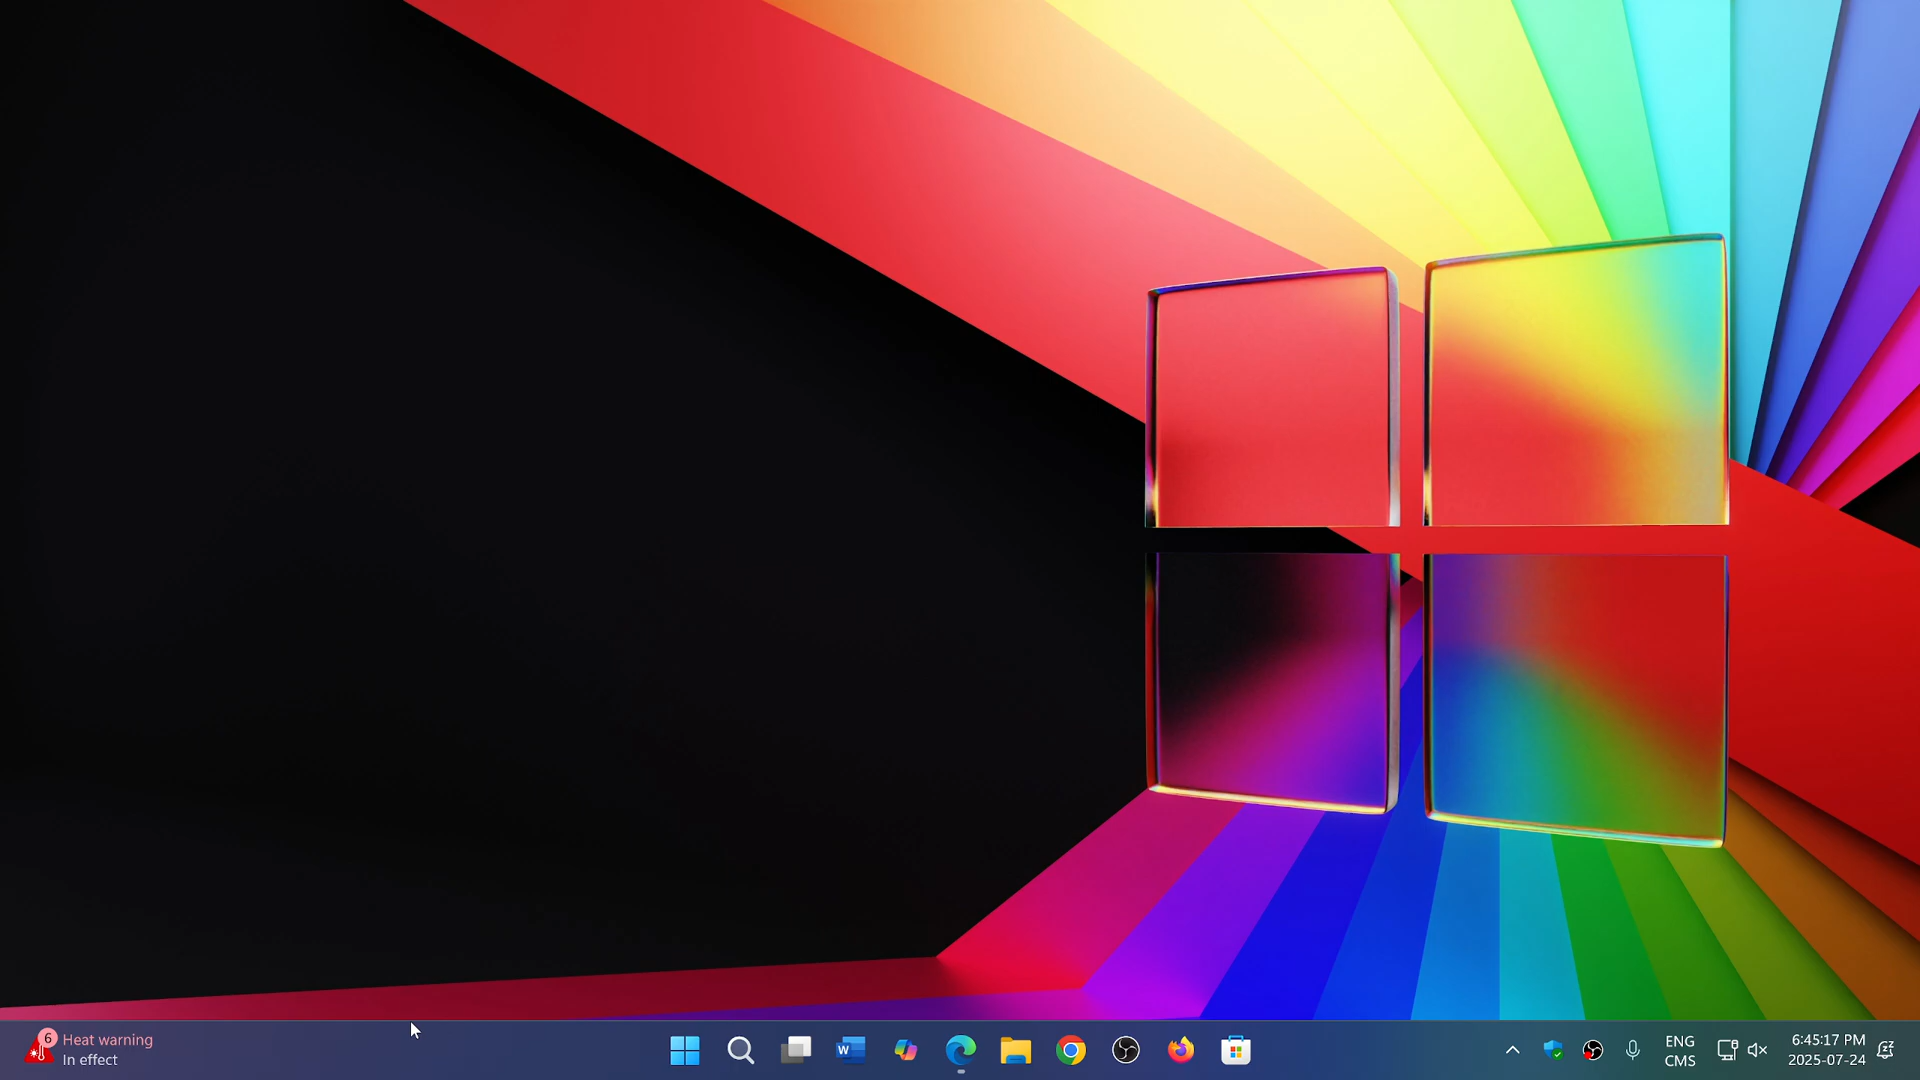 6
Heat warning
In effect
W
ENG
CMS
6:45:17 PM
2025-07-24